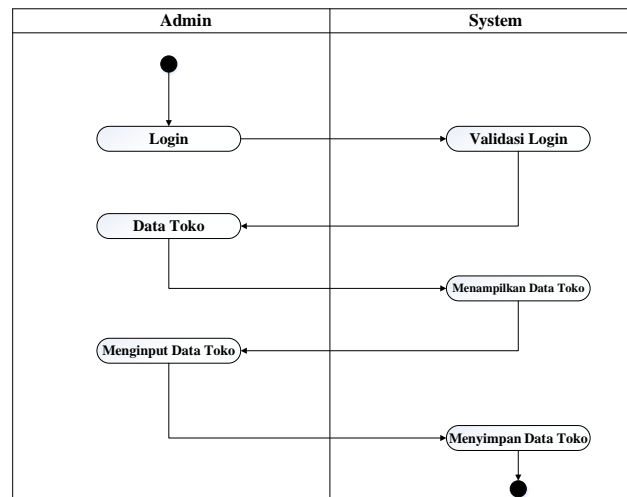 Admin
System
Login
Validasi Login
Data Toko
Menampilkan Data Toko
Menginput Data Toko
Menyimpan Data Toko